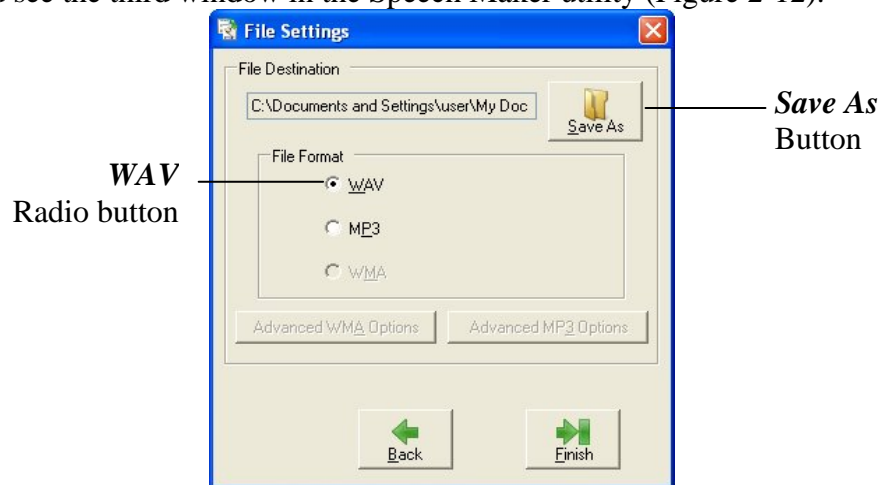 see the third window in the Speech Maker utility (Figure 2-12).
File Settings
File Destination
C:\Documents and Settings\user\My Doc
Save As
Save As
Button
File Format
WAV
Radio button
WAV
MP3
WMA
Advanced WMA Options
Advanced MP3 Options
Back
Finish